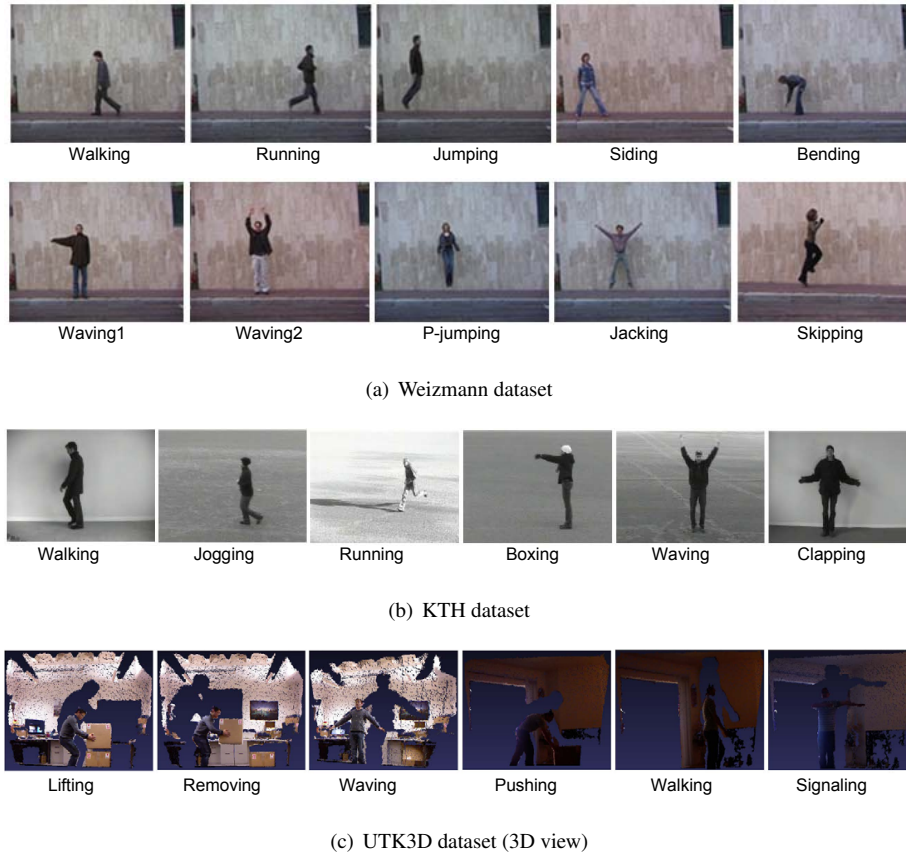 Walking Running Jumping Siding Bending
Waving1 Waving2 P-jumping Jacking Skipping
(a) Weizmann dataset
Walking Jogging Running Boxing Waving Clapping
(b) KTH dataset
Lifting Removing Waving Pushing Walking Signaling
(c) UTK3D dataset (3D view)